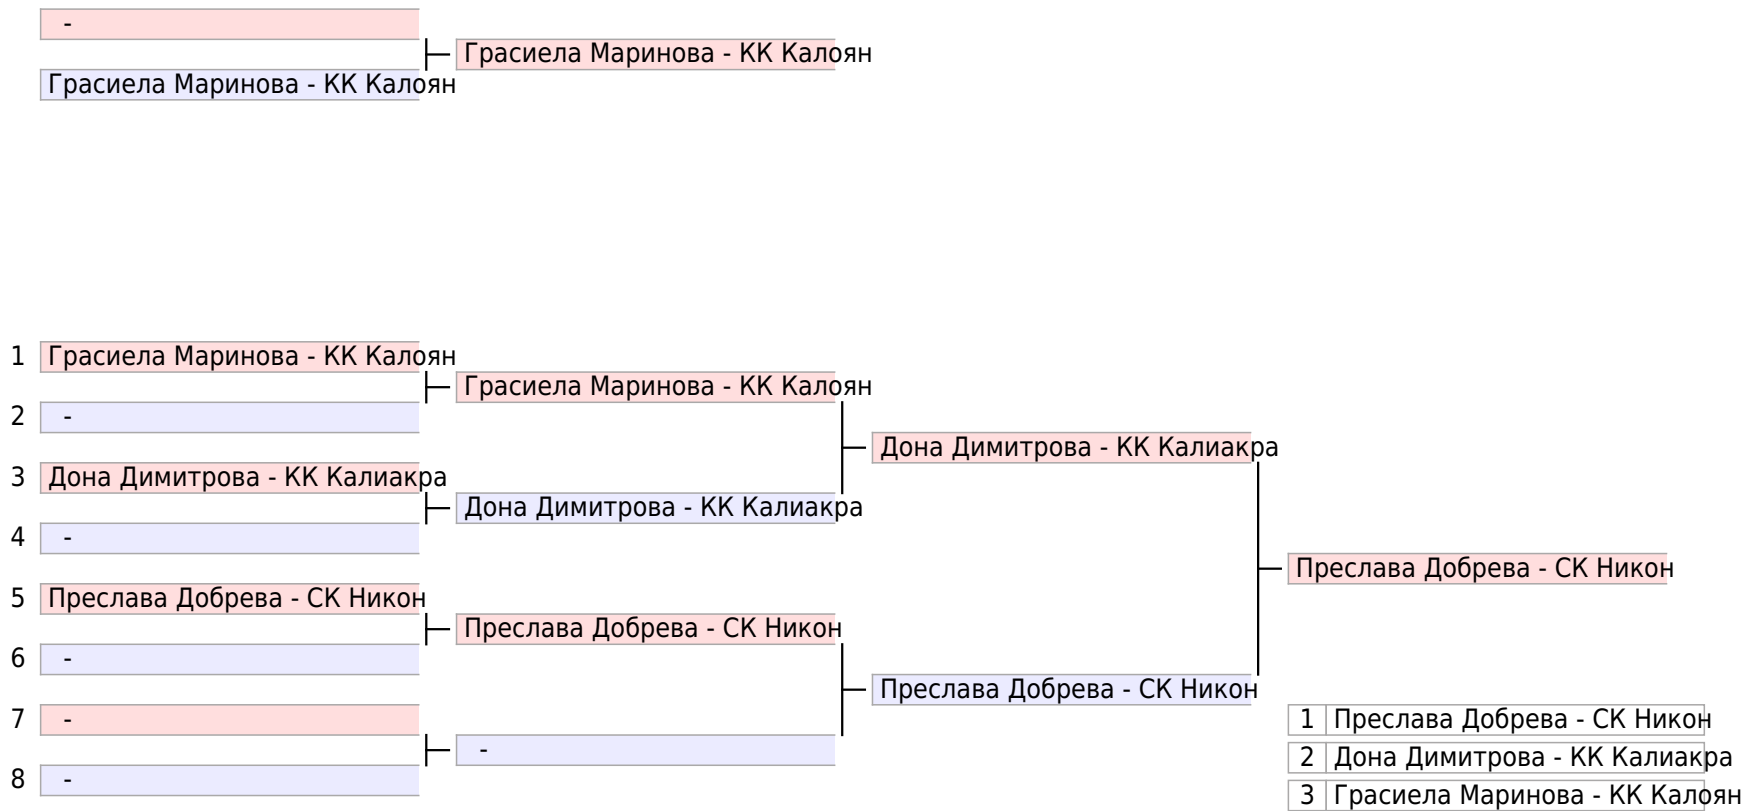 -
Грасиела Маринова - КК Калоян
Грасиела Маринова - КК Калоян
1 Грасиела Маринова - КК Калоян
Грасиела Маринова - КК Калоян
2 -
Дона Димитрова - КК Калиакра
3 Дона Димитрова - КК Калиакра
Дона Димитрова - КК Калиакра
4 -
Преслава Добрева - СК Никон
5 Преслава Добрева - СК Никон
Преслава Добрева - СК Никон
6 -
Преслава Добрева - СК Никон
7 -
1 Преслава Добрева - СК Никон
-
2 Дона Димитрова - КК Калиакра
8 -
3 Грасиела Маринова - КК Калоян